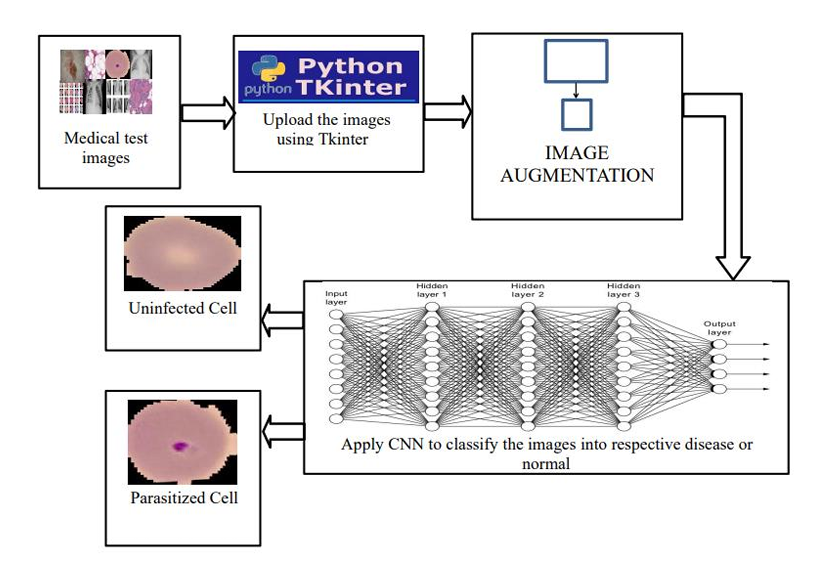 Medical test
images
Python
TKinter
python
Upload the images
using Tkinter
IMAGE
AUGMENTATION
Uninfected Cell
Input
layer
Hidden
layer 1
Hidden
layer 2
Hidden
layer 3
Output
layer
Apply CNN to classify the images into respective disease or
normal
Parasitized Cell